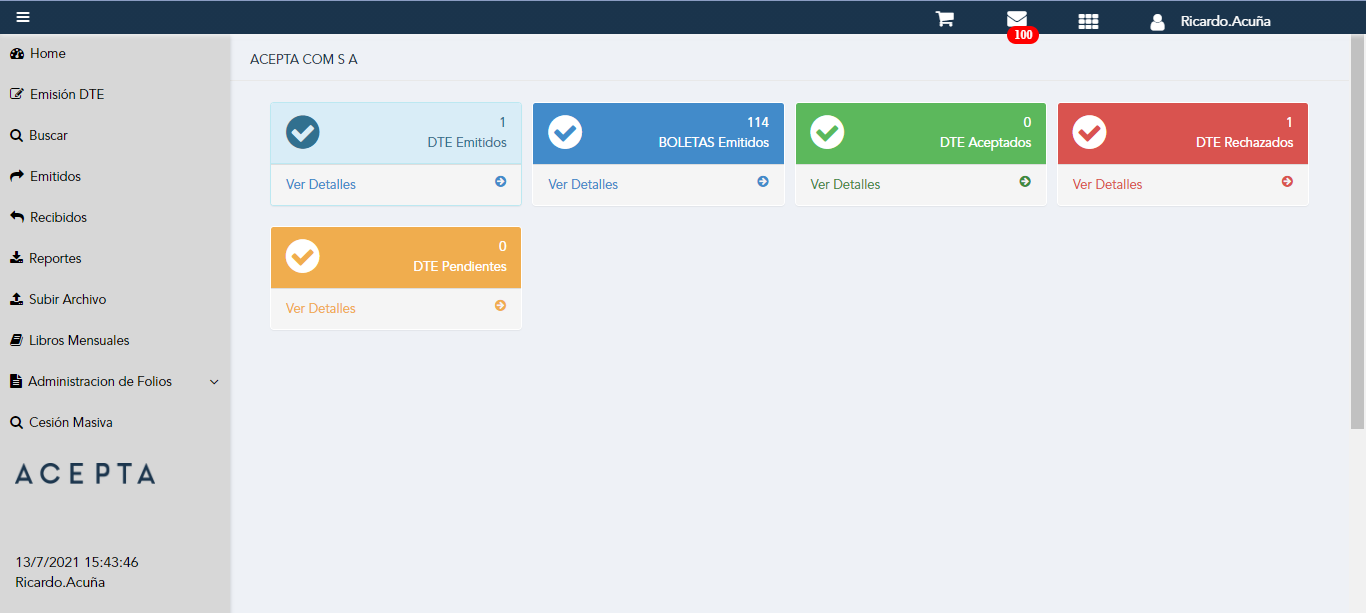 Ricardo.Acuña
100
Home
Emisión DTE
Buscar
Emitidos
Recibidos
Reportes
Subir Archivo
Libros Mensuales
Administracion de Folios
Cesión Masiva
ACEPTA
13/7/2021 15:43:46
Ricardo.Acuña
ACEPTA COM S A
1
DTE Emitidos
Ver Detalles
114
BOLETAS Emitidos
Ver Detalles
0
DTE Aceptados
Ver Detalles
1
DTE Rechazados
Ver Detalles
0
DTE Pendientes
Ver Detalles